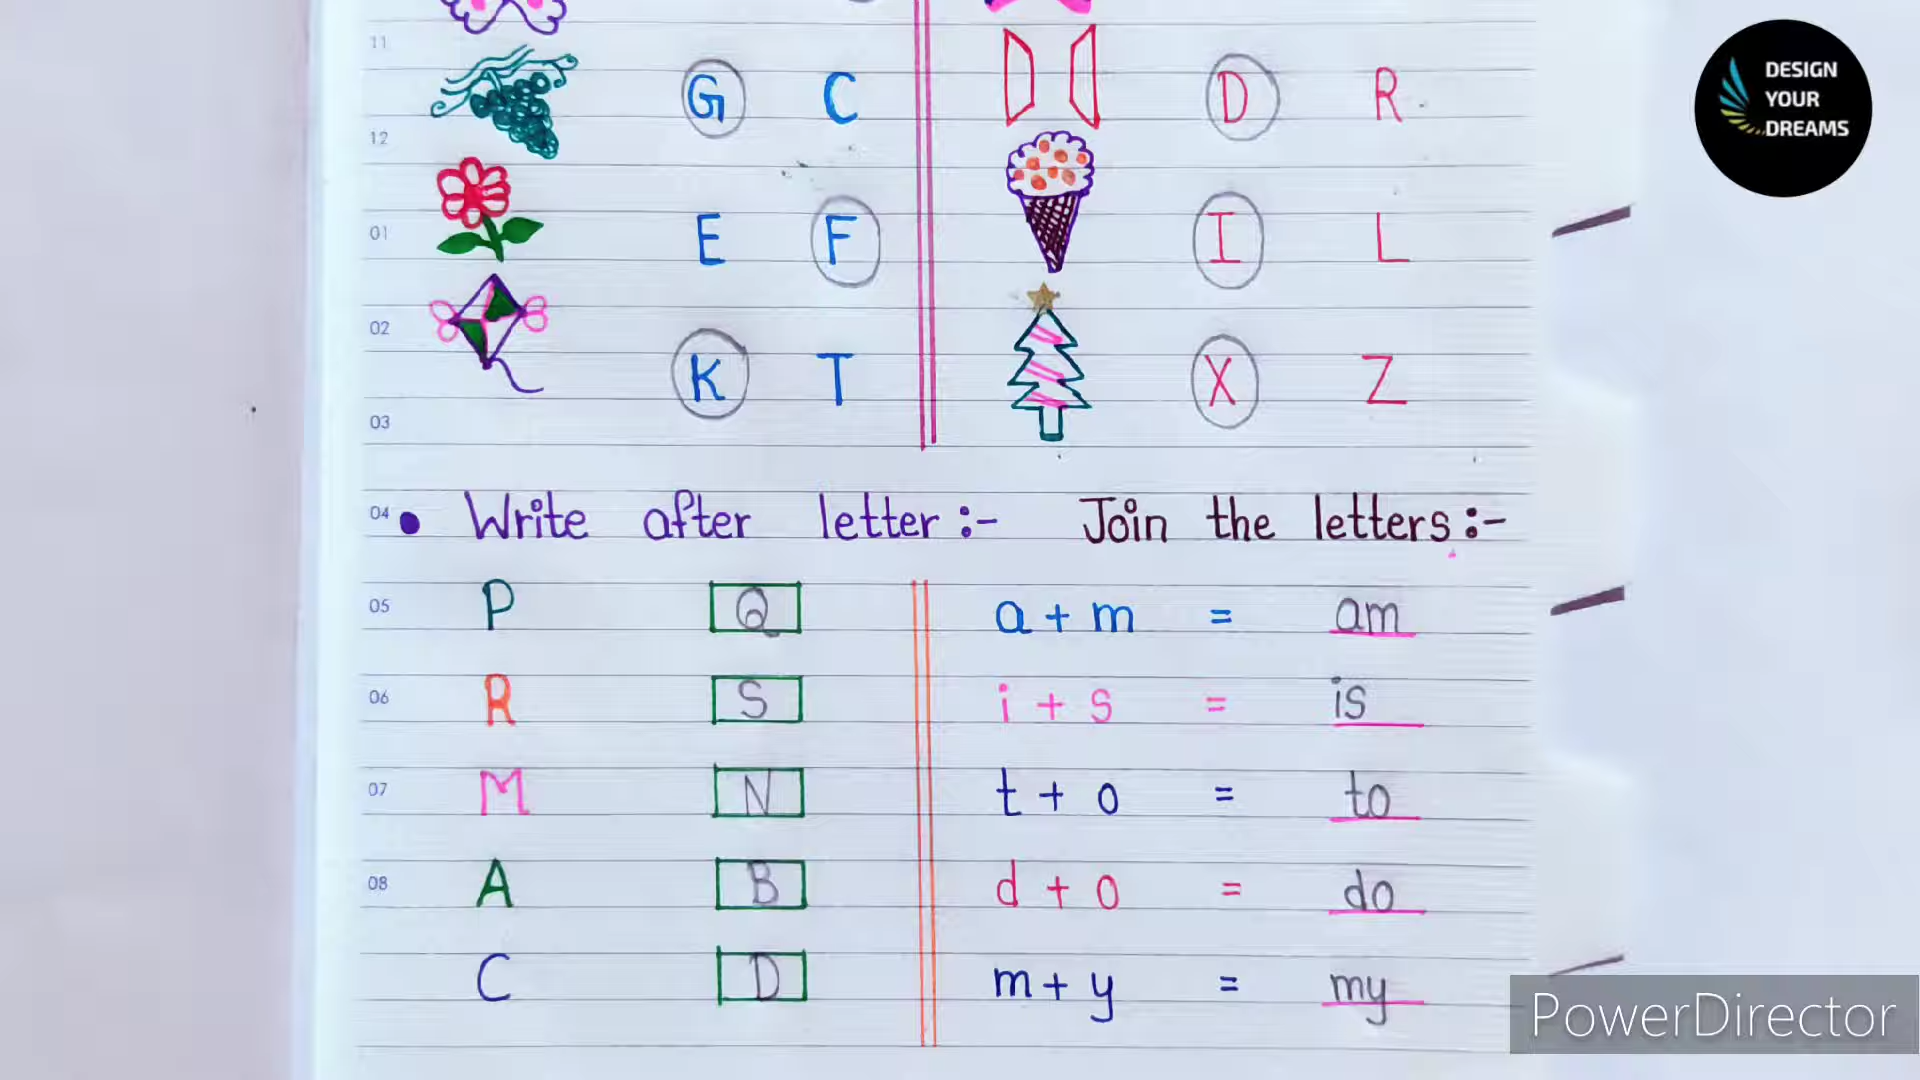 11
DESIGN
YOUR
DREAMS
G C D R
12
01 E F I L
02
K T X Z
03
04 • Write after letter :- Join the letters :-
05 P Q a + m = am
06 R S i + s = is
07 M N t + o = to
08 A B d + o = do
C D m + y = my
PowerDirector